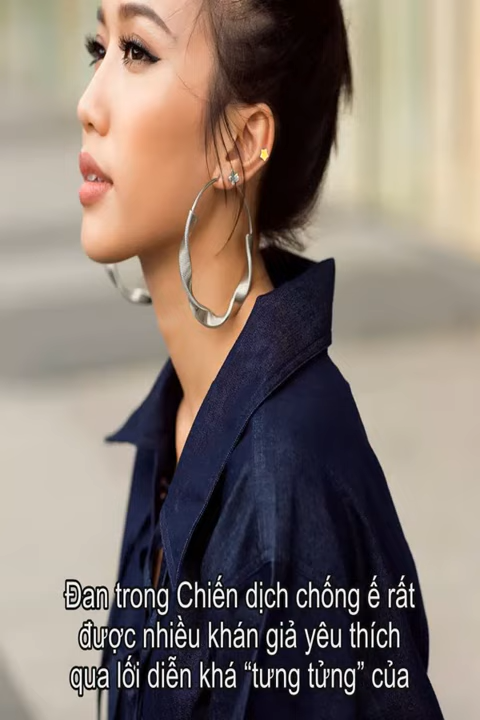 Đan trong Chiến dịch chống ế rất
được nhiều khán giả yêu thích
qua lối diễn khá “tưng tửng” của